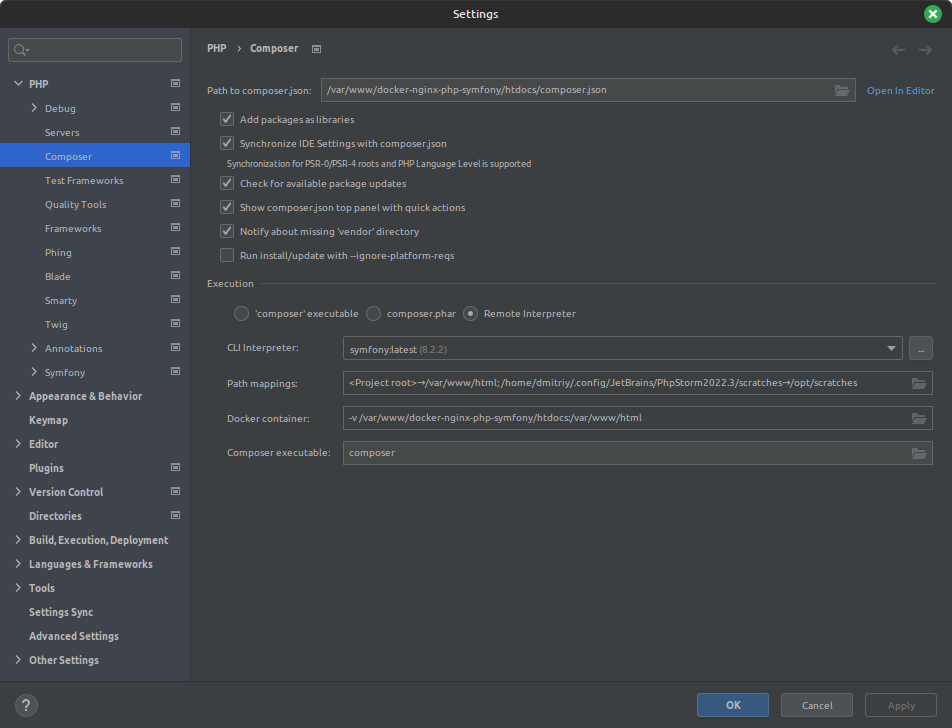 Settings
PHP › Composer
PHP
Debug
Servers
Composer
Test Frameworks
Quality Tools
Frameworks
Phing
Blade
Smarty
Twig
Annotations
Symfony
Appearance & Behavior
Keymap
Editor
Plugins
Version Control
Directories
Build, Execution, Deployment
Languages & Frameworks
Tools
Settings Sync
Advanced Settings
Other Settings
Path to composer.json: /var/www/docker-nginx-php-symfony/htdocs/composer.json Open In Editor
Add packages as libraries
Synchronize IDE Settings with composer.json
Synchronization for PSR-0/PSR-4 roots and PHP Language Level is supported
Check for available package updates
Show composer.json top panel with quick actions
Notify about missing 'vendor' directory
Run install/update with --ignore-platform-reqs
Execution
'composer' executable composer.phar Remote Interpreter
CLI Interpreter: symfony:latest (8.2.2) ...
Path mappings: <Project root>→/var/www/html; /home/dmitriy/.config/JetBrains/PhpStorm2022.3/scratches→/opt/scratches
Docker container: -v /var/www/docker-nginx-php-symfony/htdocs:/var/www/html
Composer executable: composer
? OK Cancel Apply